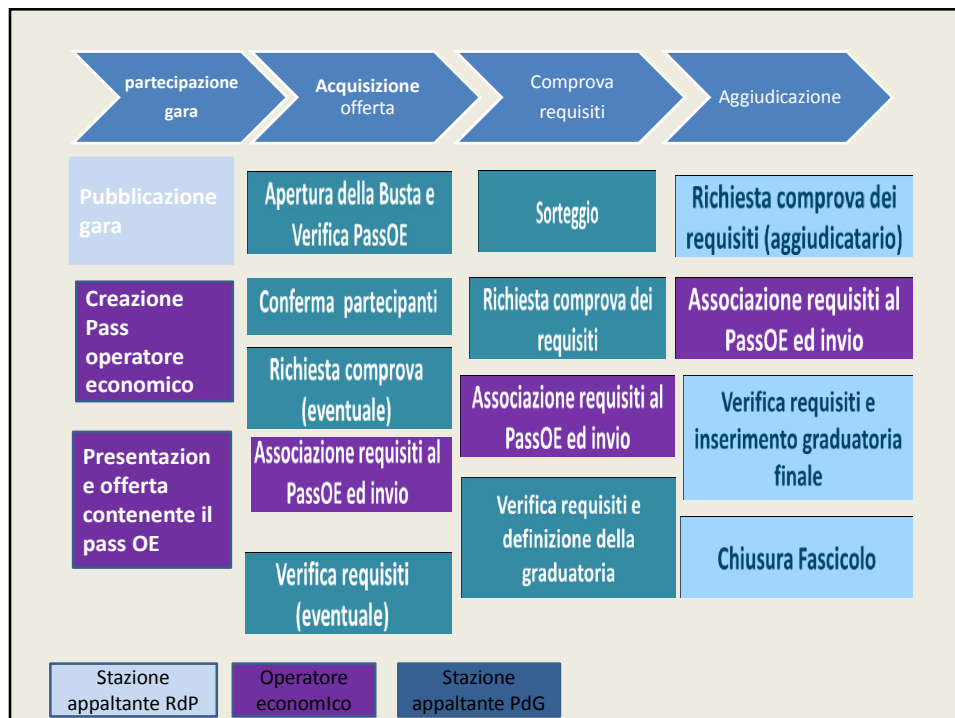 partecipazione
gara
Acquisizione
offerta
Comprova
requisiti
Aggiudicazione
Pubblicazione
gara
Creazione
Pass
operatore
economico
Presentazion
e offerta
contenente il
pass OE
Apertura della Busta e
Verifica PassOE
Conferma partecipanti
Richiesta comprova
(eventuale)
Associazione requisiti al
PassOE ed invio
Verifica requisiti
(eventuale)
Sorteggio
Richiesta comprova dei
requisiti
Associazione requisiti al
PassOE ed invio
Verifica requisiti e
definizione della
graduatoria
Richiesta comprova dei
requisiti (aggiudicatario)
Associazione requisiti al
PassOE ed invio
Verifica requisiti e
inserimento graduatoria
finale
Chiusura Fascicolo
Stazione
appaltante RdP
Operatore
economIco
Stazione
appaltante PdG